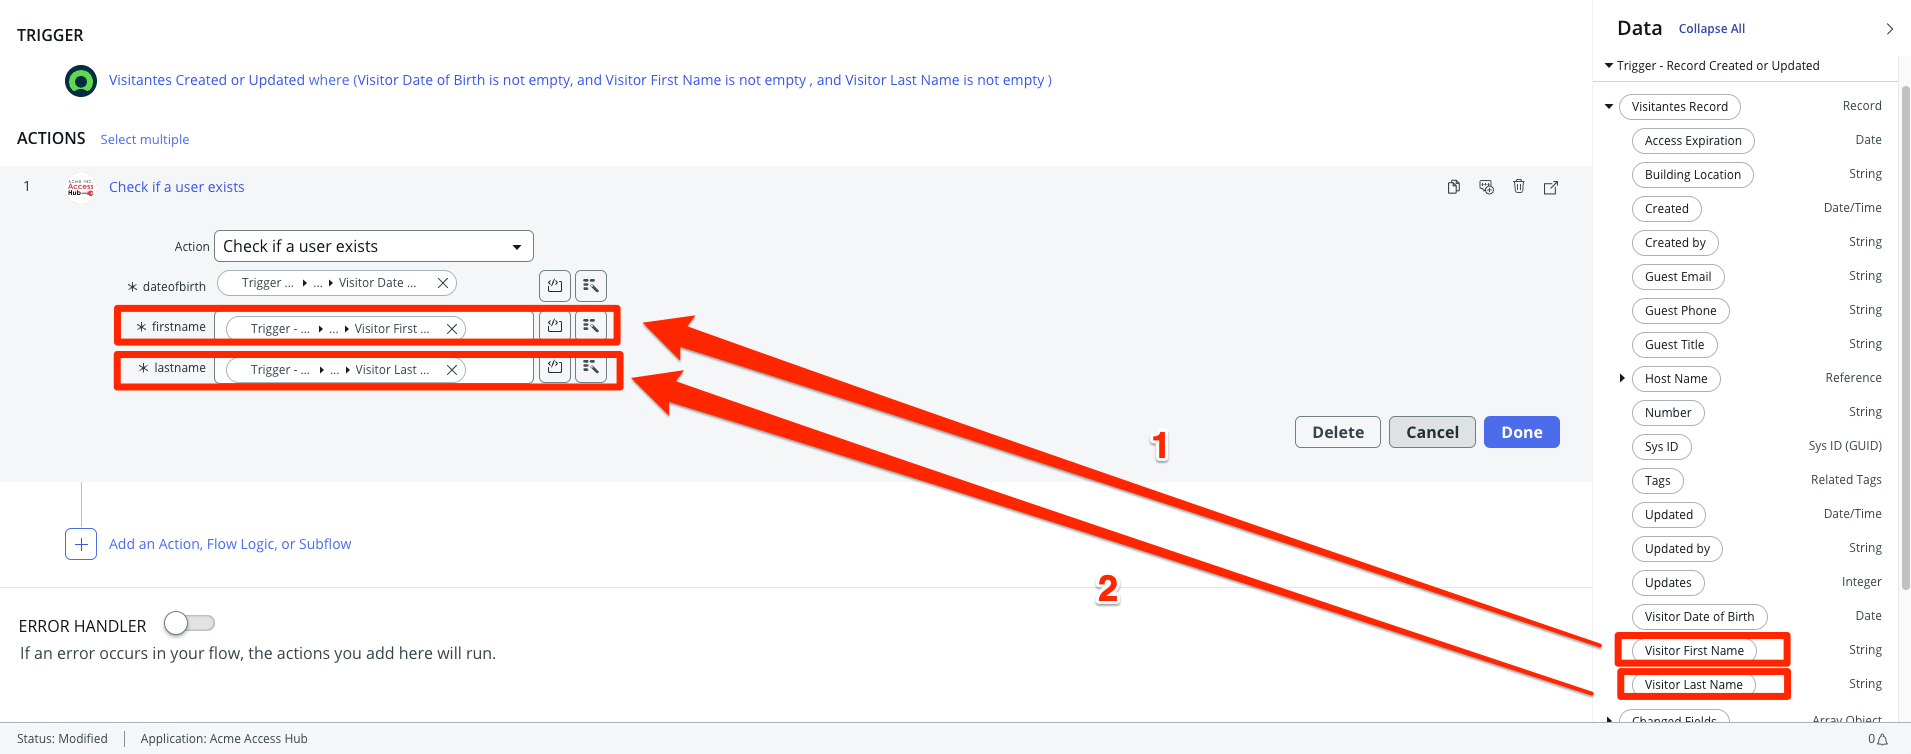 TRIGGER
Visitantes Created or Updated where (Visitor Date of Birth is not empty, and Visitor First Name is not empty , and Visitor Last Name is not empty )
ACTIONS Select multiple
1 ACME INC. Access Hub Check if a user exists
Action Check if a user exists
* dateofbirth Trigger ... ▸ ... ▸ Visitor Date ... X
* firstname Trigger - ... ▸ ... ▸ Visitor First ... X
* lastname Trigger - ... ▸ ... ▸ Visitor Last ... X
Delete Cancel Done
1
+ Add an Action, Flow Logic, or Subflow
2
ERROR HANDLER
If an error occurs in your flow, the actions you add here will run.
Data Collapse All
Trigger - Record Created or Updated
Visitantes Record Record
Access Expiration Date
Building Location String
Created Date/Time
Created by String
Guest Email String
Guest Phone String
Guest Title String
Host Name Reference
Number String
Sys ID Sys ID (GUID)
Tags Related Tags
Updated Date/Time
Updated by String
Updates Integer
Visitor Date of Birth Date
Visitor First Name String
Visitor Last Name String
Changed Fields Array.Object
Status: Modified Application: Acme Access Hub 0